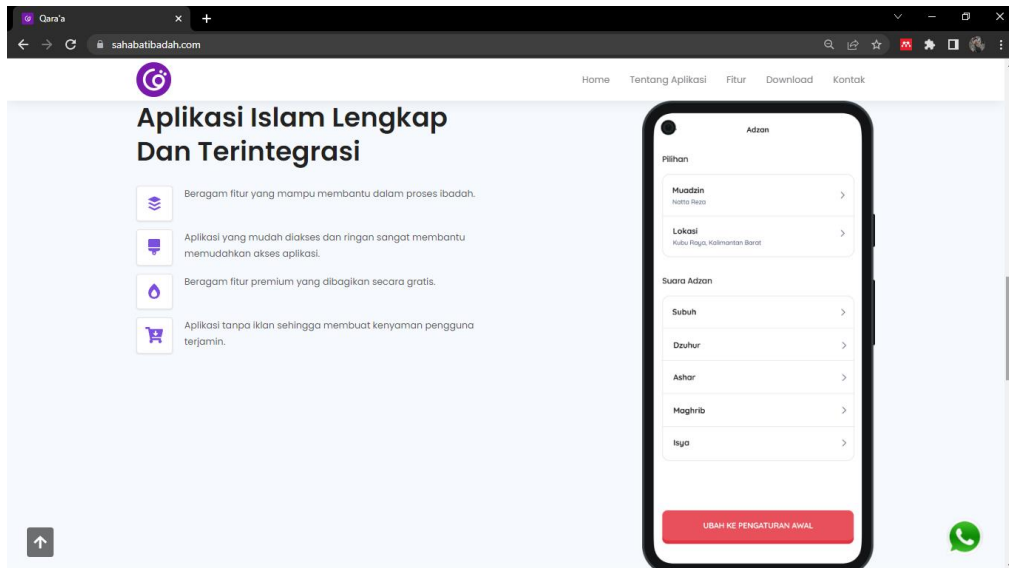 Qara'a
sahabatibadah.com
Home Tentang Aplikasi Fitur Download Kontak
Aplikasi Islam Lengkap
Dan Terintegrasi
Beragam fitur yang mampu membantu dalam proses ibadah.
Aplikasi yang mudah diakses dan ringan sangat membantu
memudahkan akses aplikasi.
Beragam fitur premium yang dibagikan secara gratis.
Aplikasi tanpa iklan sehingga membuat kenyaman pengguna
terjamin.
Adzan
Pilihan
Muadzin
Natta Reza
Lokasi
Kubu Raya, Kalimantan Barat
Suara Adzan
Subuh
Dzuhur
Ashar
Maghrib
Isya
UBAH KE PENGATURAN AWAL